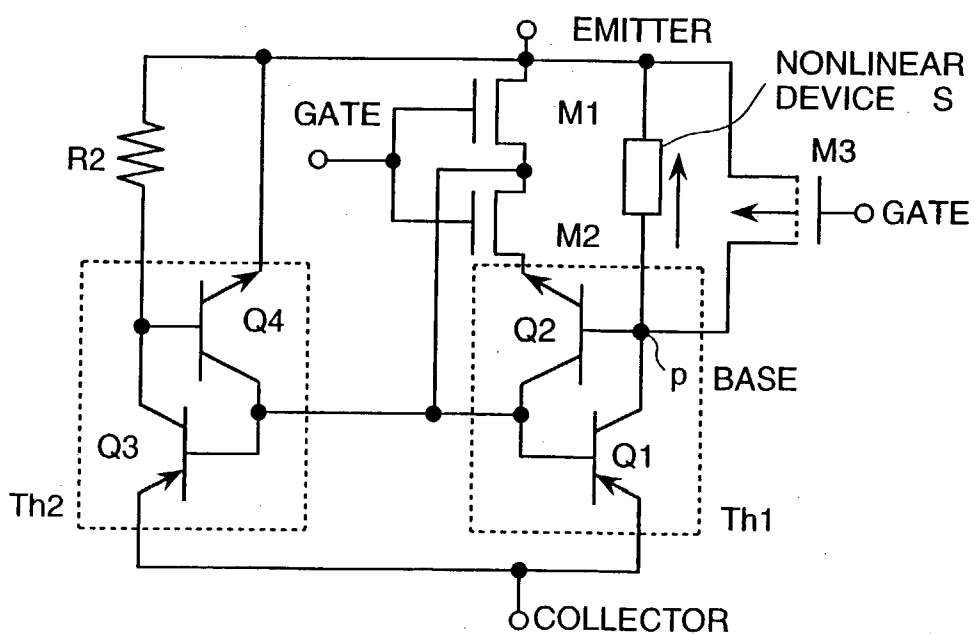 EMITTER
NONLINEAR
DEVICE S
GATE
M1
M3
R2
GATE
M2
Q4
Q2
p
BASE
Q3
Q1
Th2
Th1
COLLECTOR